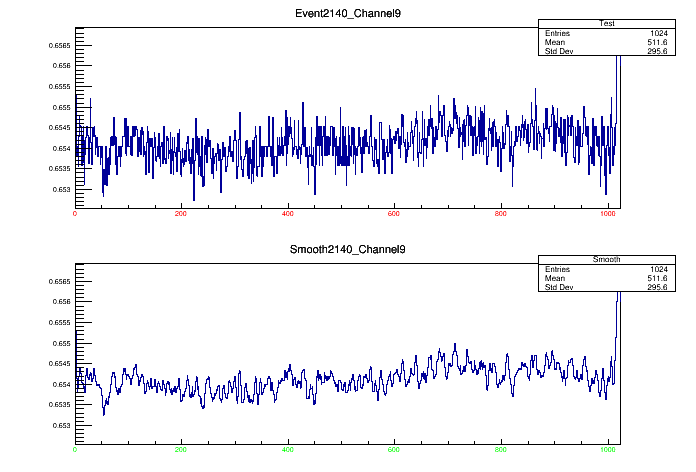 Event2140_Channel9
Test
Entries 1024
Mean 511.6
Std Dev 295.6
0.6565
0.656
0.6555
0.655
0.6545
0.654
0.6535
0.653
0 200 400 600 800 1000
Smooth2140_Channel9
Smooth
Entries 1024
Mean 511.6
Std Dev 295.6
0.6565
0.656
0.6555
0.655
0.6545
0.654
0.6535
0.653
0 200 400 600 800 1000